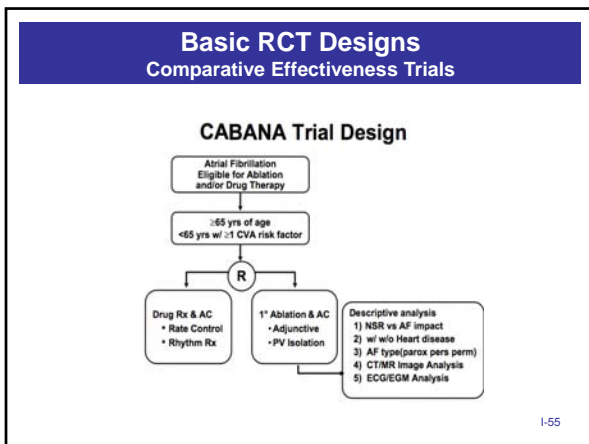 Basic RCT Designs
Comparative Effectiveness Trials
CABANA Trial Design
Atrial Fibrillation
Eligible for Ablation
and/or Drug Therapy
≥65 yrs of age
<65 yrs w/ ≥1 CVA risk factor
R
Drug Rx & AC
• Rate Control
• Rhythm Rx
1° Ablation & AC
•Adjunctive
•PV Isolation
Descriptive analysis
1) NSR vs AF impact
2) w/ w/o Heart disease
3) AF type(parox pers perm)
4) CT/MR Image Analysis
5) ECG/EGM Analysis
I-55